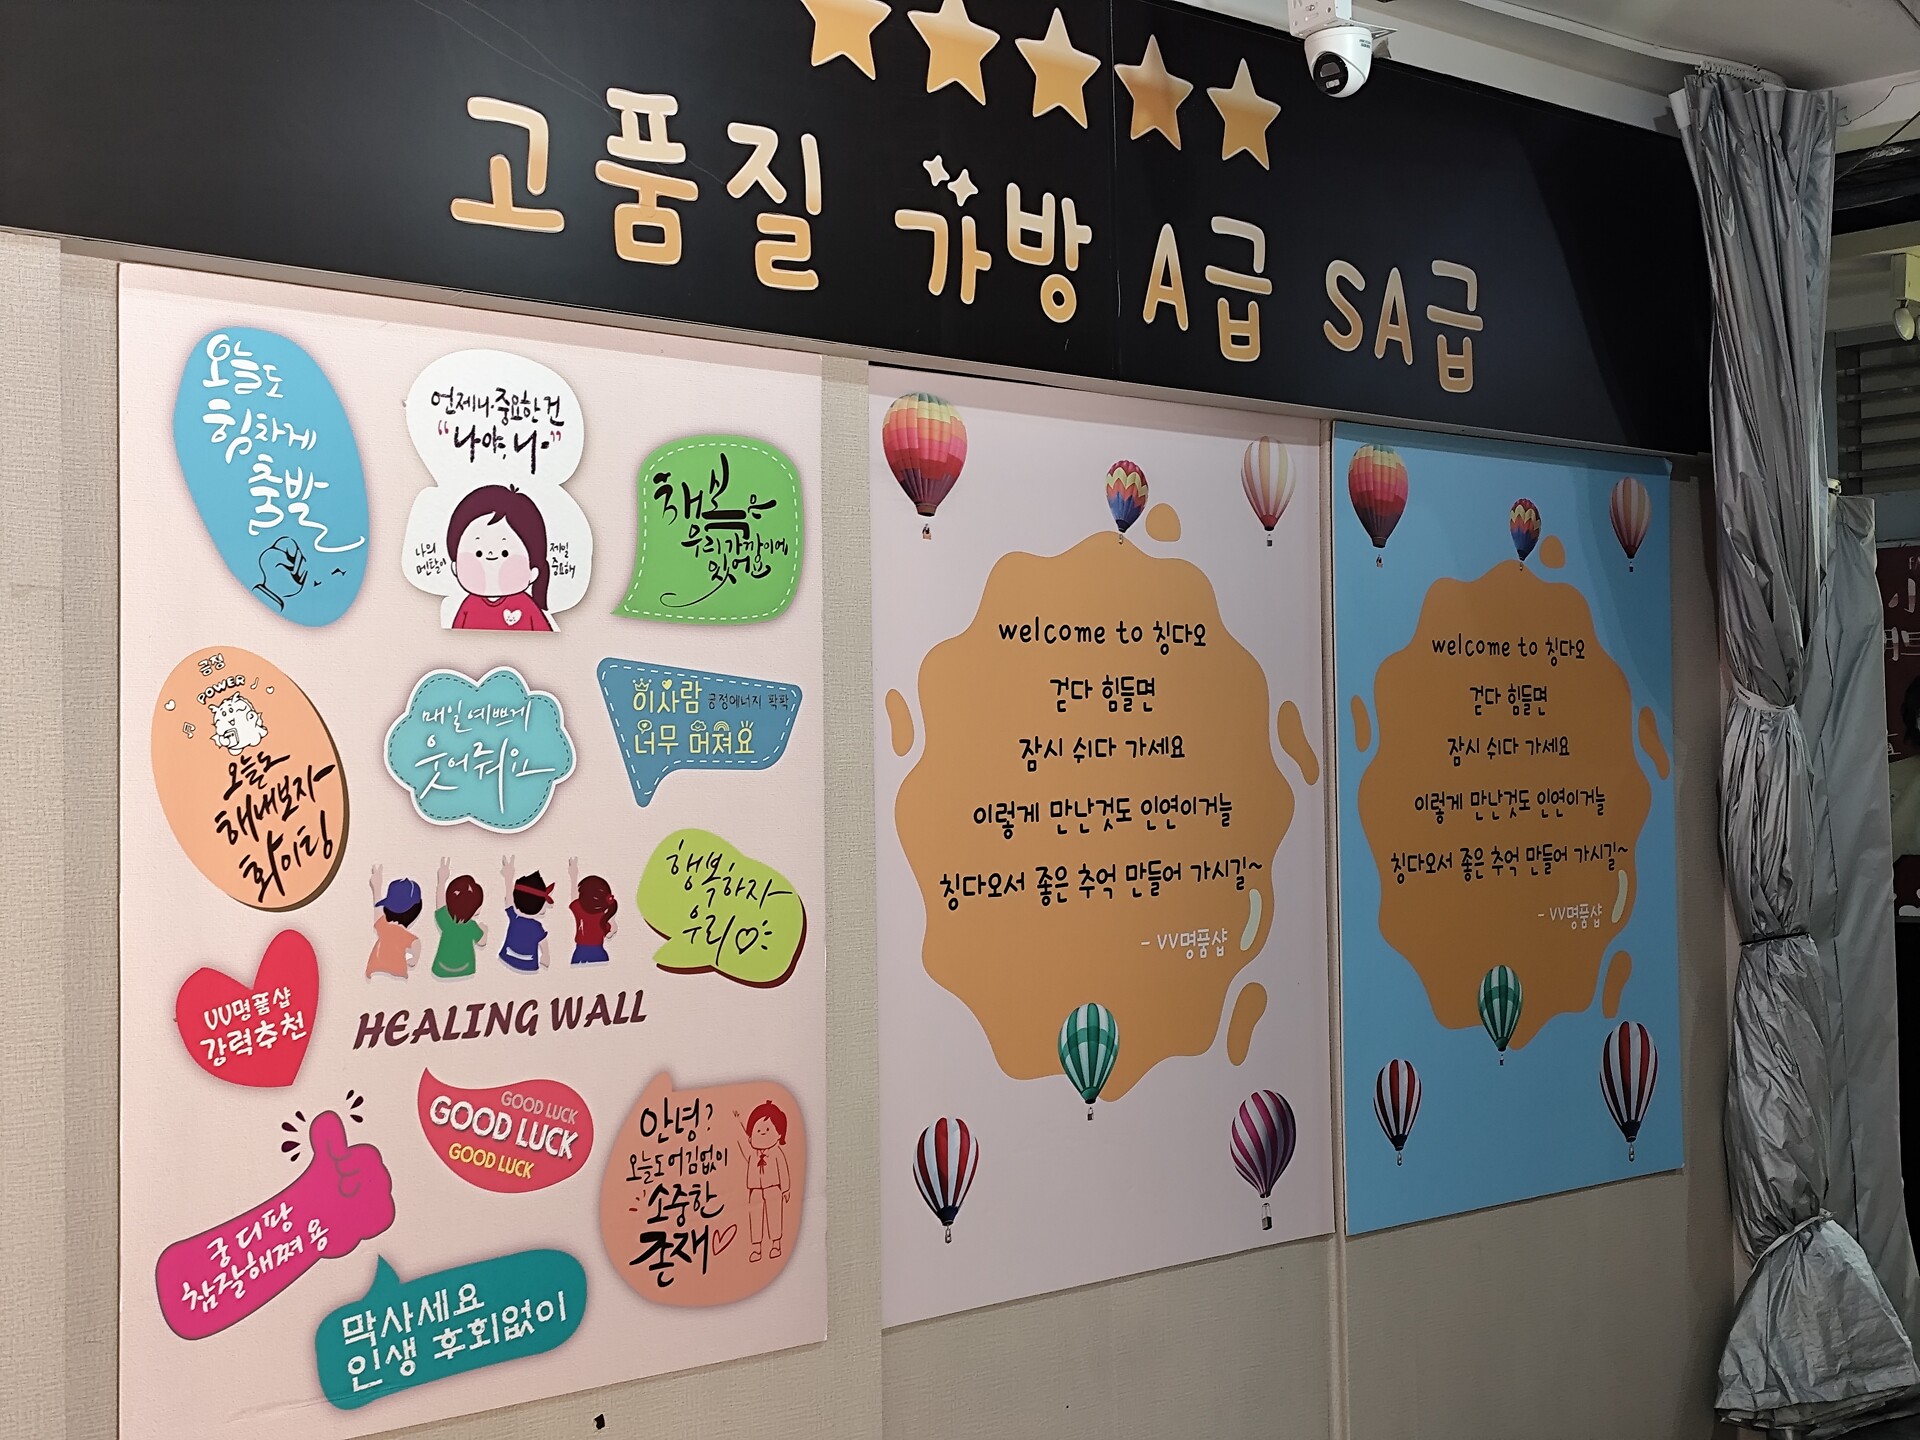 고품질 가방 A급 SA급
오늘도
힘차게
출발
언제나 중요한 건
“나야, 나”
나의
멘탈이
제일
중요해
행복은
우리 가까이에
있어요
긍정
POWER
오늘도
해내보자
화이팅
매일 예쁘게
웃어줘요
이사람 긍정에너지 팍팍
너무 머쪄요
행복하자
우리
VV명품샵
강력추천
HEALING WALL
GOOD LUCK
GOOD LUCK
GOOD LUCK
안녕?
오늘도 어김없이
소중한
존재
궁디팡
참잘해쪄용
막사세요
인생 후회없이
welcome to 칭다오
걷다 힘들면
잠시 쉬다 가세요
이렇게 만난것도 인연이거늘
칭다오서 좋은 추억 만들어 가시길~
- VV명품샵
welcome to 칭다오
걷다 힘들면
잠시 쉬다 가세요
이렇게 만난것도 인연이거늘
칭다오서 좋은 추억 만들어 가시길~
- VV명품샵